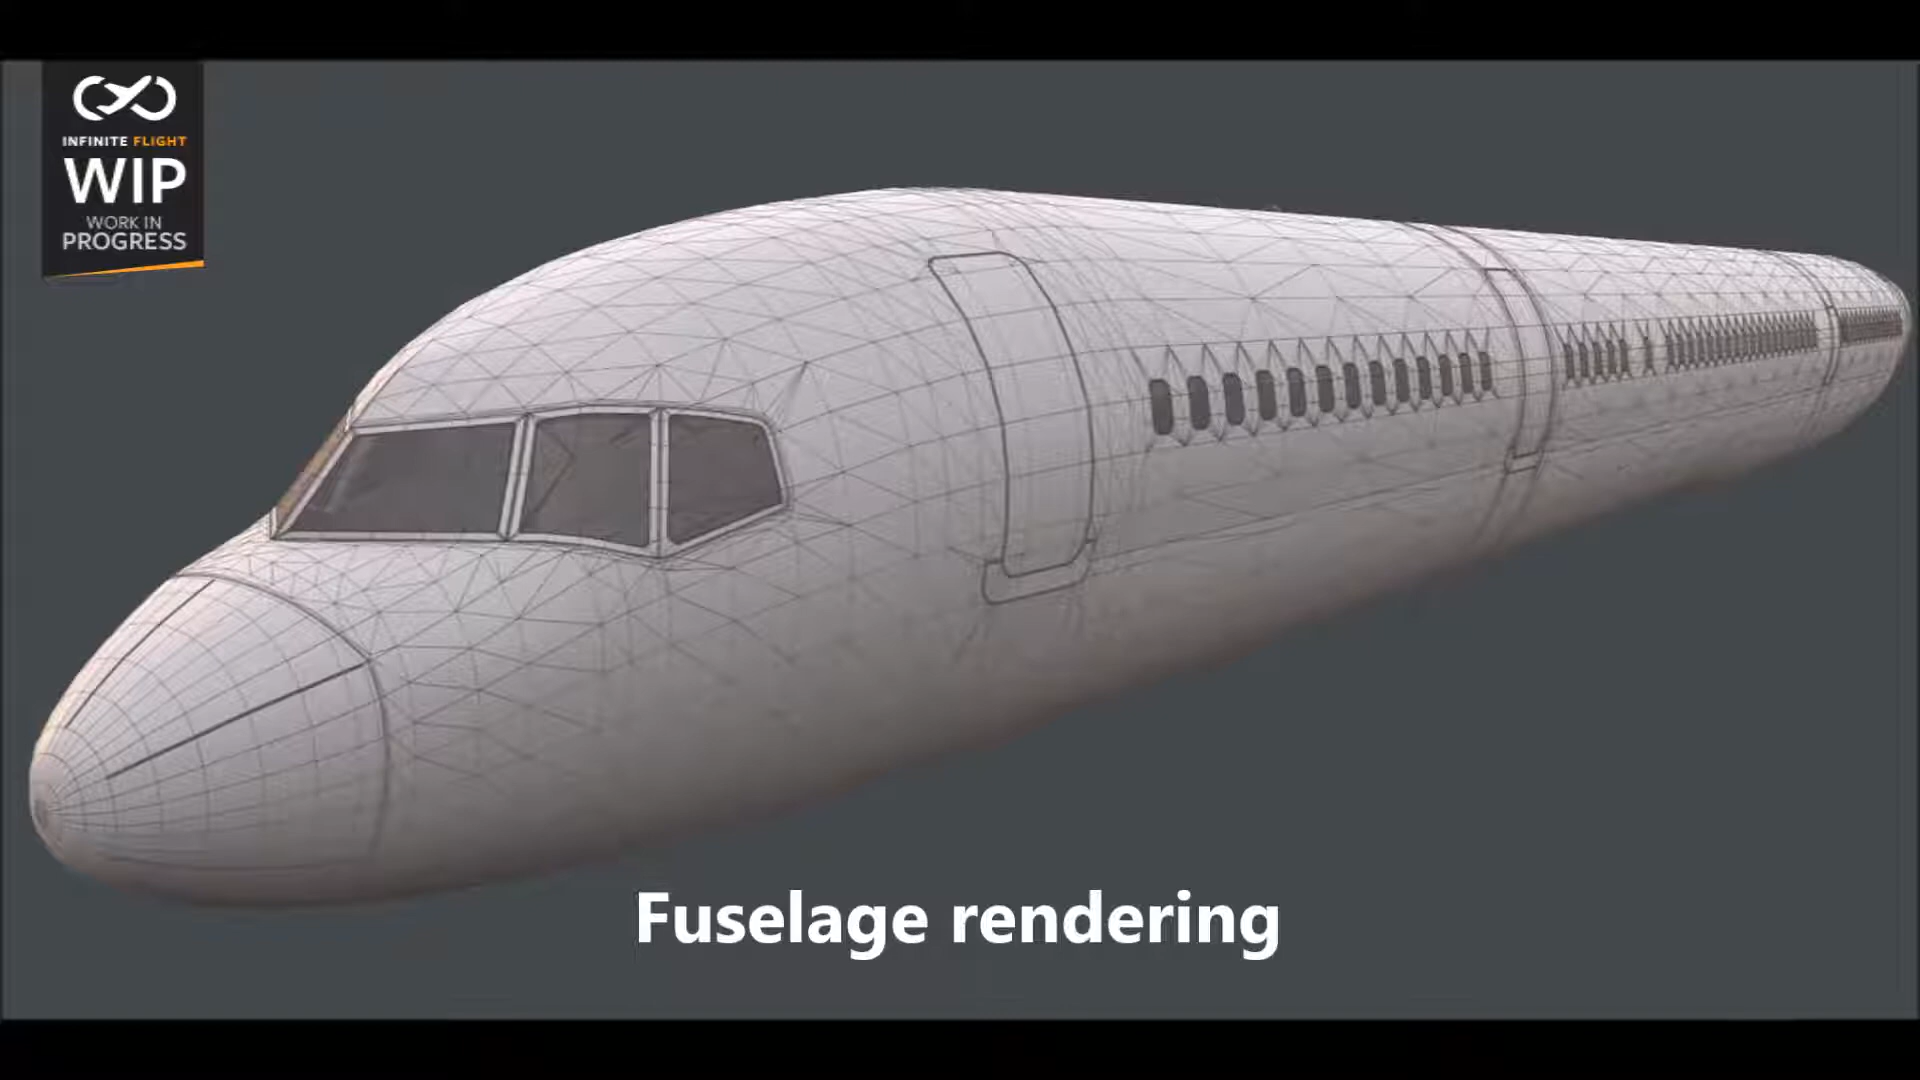 INFINITE FLIGHT
WIP
WORK IN
PROGRESS
Fuselage rendering